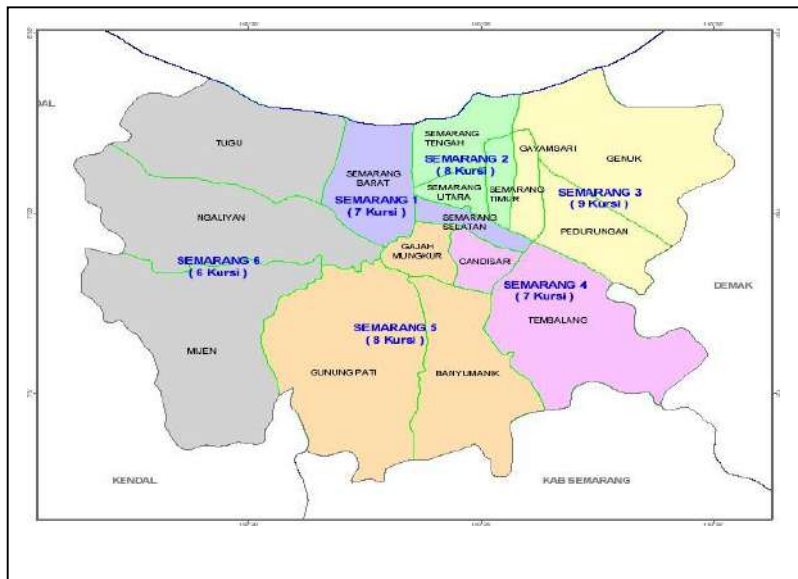 DAL
TUGU
SEMARANG
TENGAH
SEMARANG 2
( 8 Kursi )
GAYAMSARI
GENUK
SEMARANG
BARAT
SEMARANG
UTARA
SEMARANG
TIMUR
SEMARANG 3
( 9 Kursi )
SEMARANG 1
( 7 Kursi )
NGALIYAN
SEMARANG
SELATAN
PEDURUNGAN
GAJAH
MUNGKUR
CANDISARI
SEMARANG 6
( 6 Kursi )
SEMARANG 4
( 7 Kursi )
DEMAK
TEMBALANG
SEMARANG 5
( 8 Kursi )
MIJEN
GUNUNG PATI
BANYUMANIK
KENDAL
KAB SEMARANG